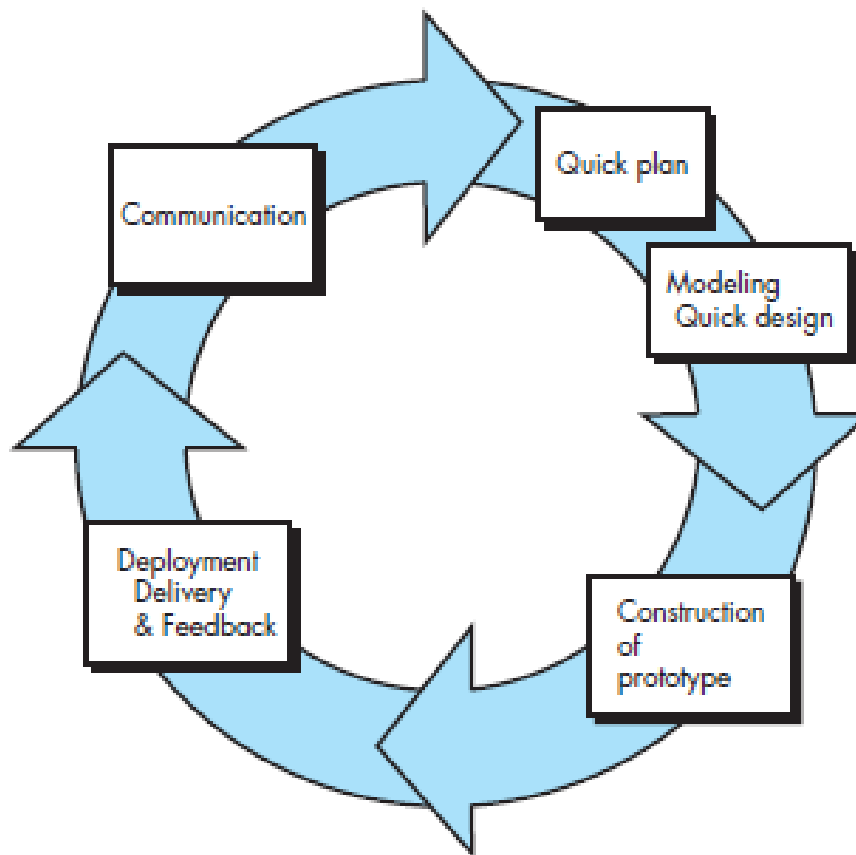 Communication
Quick plan
Modeling
Quick design
Construction
of
prototype
Deployment
Delivery
& Feedback